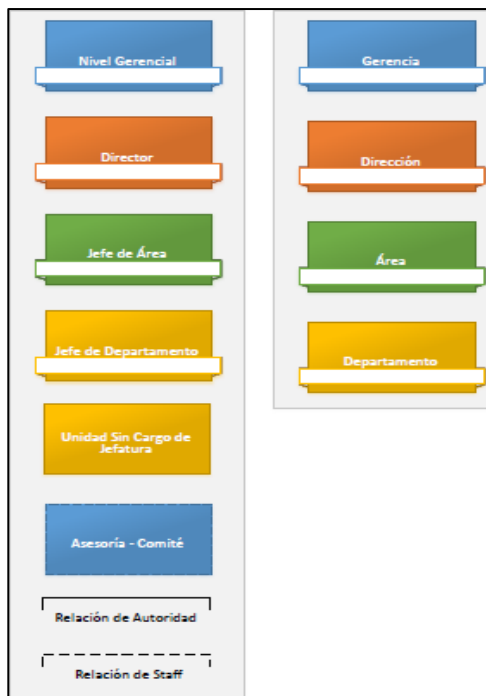 Nivel Gerencial
Director
Jefe de Área
Jefe de Departamento
Unidad Sin Cargo de
Jefatura
Asesoría - Comité
Relación de Autoridad
Relación de Staff
Gerencia
Dirección
Área
Departamento